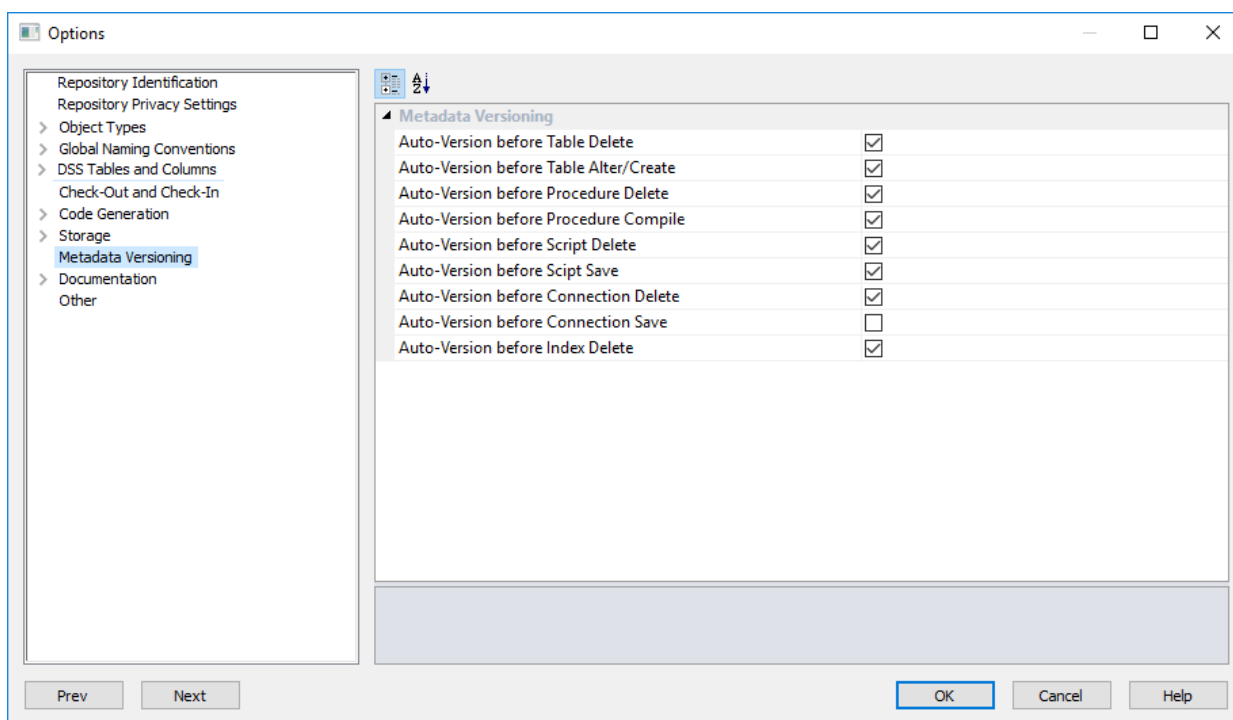 Options
Repository Identification
Repository Privacy Settings
Object Types
Global Naming Conventions
DSS Tables and Columns
Check-Out and Check-In
Code Generation
Storage
Metadata Versioning
Documentation
Other
Metadata Versioning
Auto-Version before Table Delete
Auto-Version before Table Alter/Create
Auto-Version before Procedure Delete
Auto-Version before Procedure Compile
Auto-Version before Script Delete
Auto-Version before Scipt Save
Auto-Version before Connection Delete
Auto-Version before Connection Save
Auto-Version before Index Delete
Prev Next OK Cancel Help